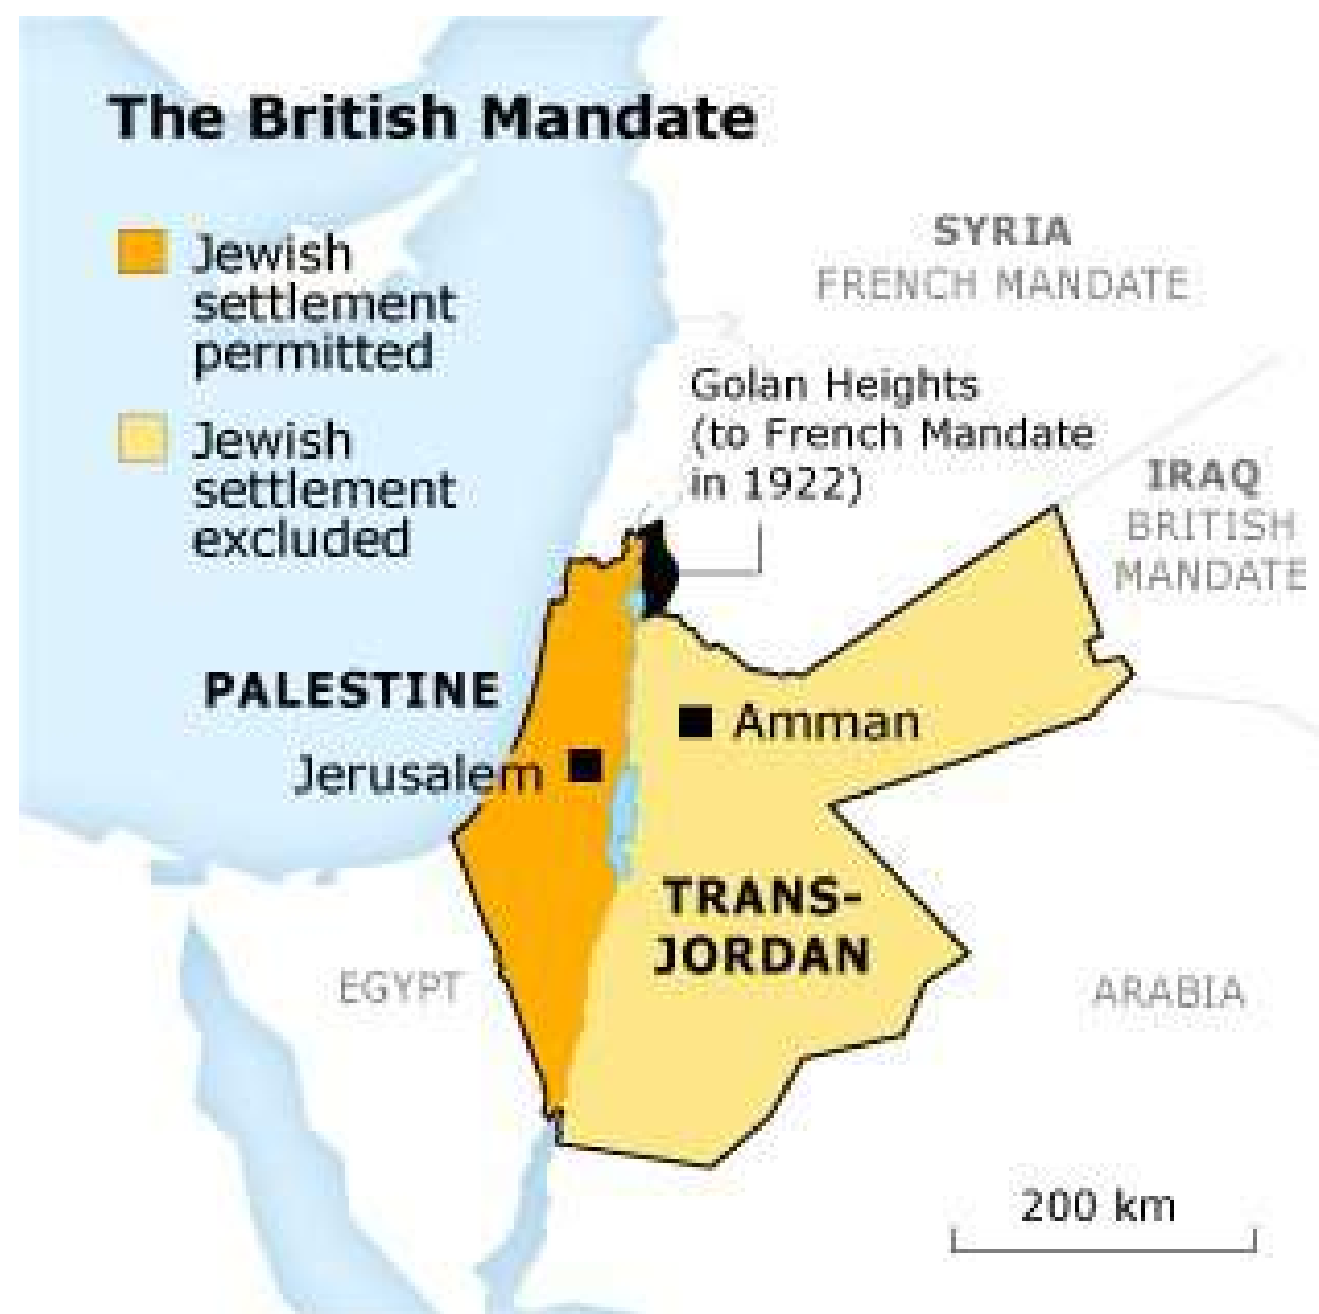 The British Mandate
Jewish
settlement
permitted
Jewish
settlement
excluded
SYRIA
FRENCH MANDATE
Golan Heights
(to French Mandate
in 1922)
IRAQ
BRITISH
MANDATE
PALESTINE
Jerusalem
Amman
TRANS-
JORDAN
EGYPT
ARABIA
200 km